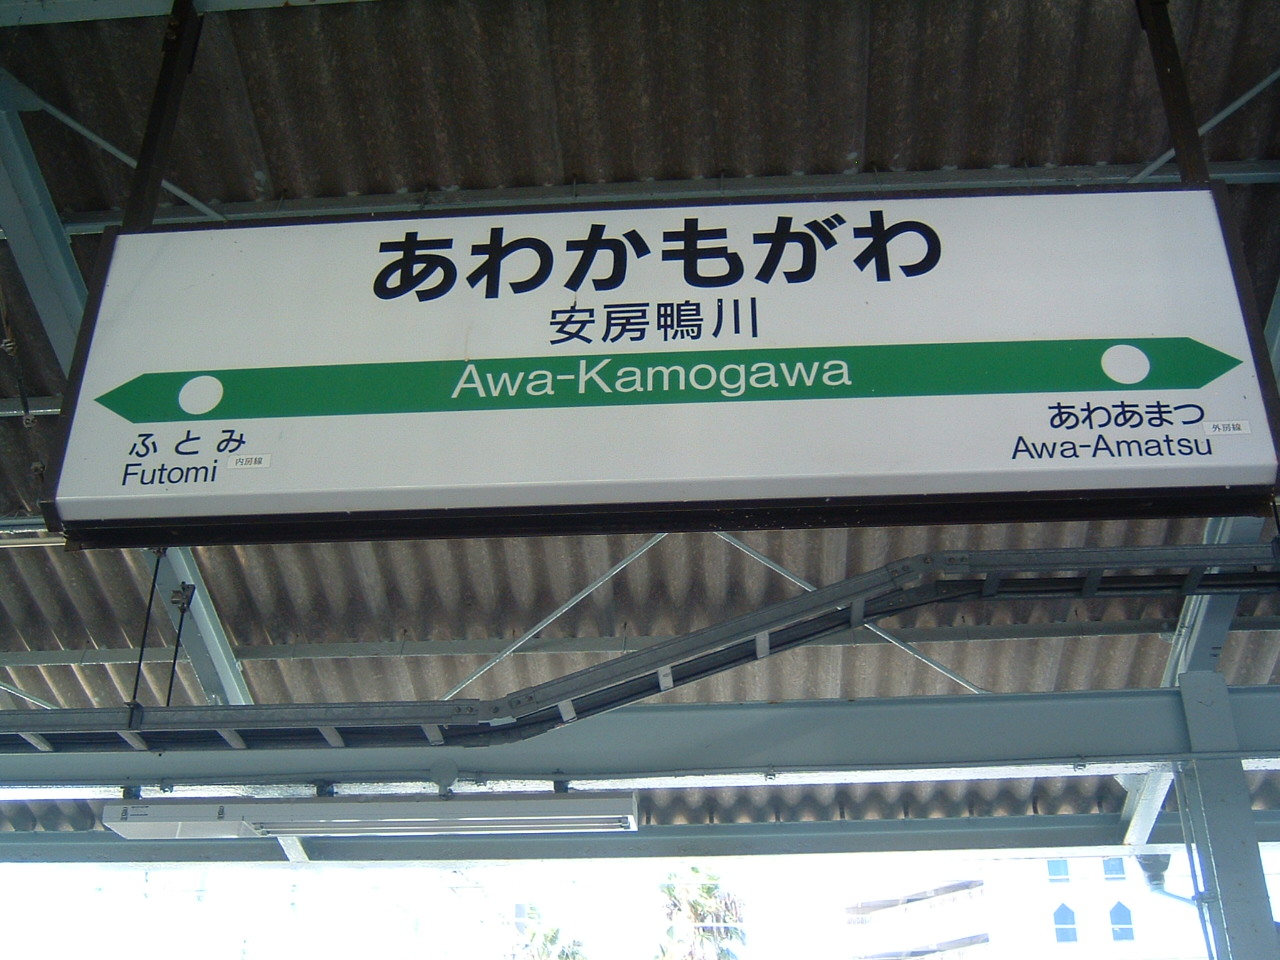 あわかもがわ
安房鴨川
Awa-Kamogawa
ふとみ
Futomi
内房線
あわあまつ
Awa-Amatsu
外房線